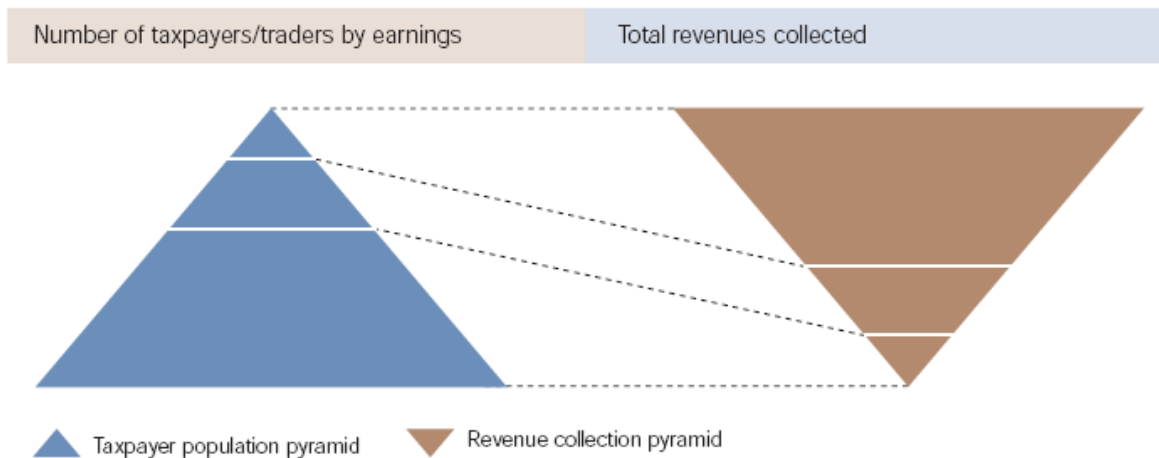 Number of taxpayers/traders by earnings
Total revenues collected
Taxpayer population pyramid
Revenue collection pyramid